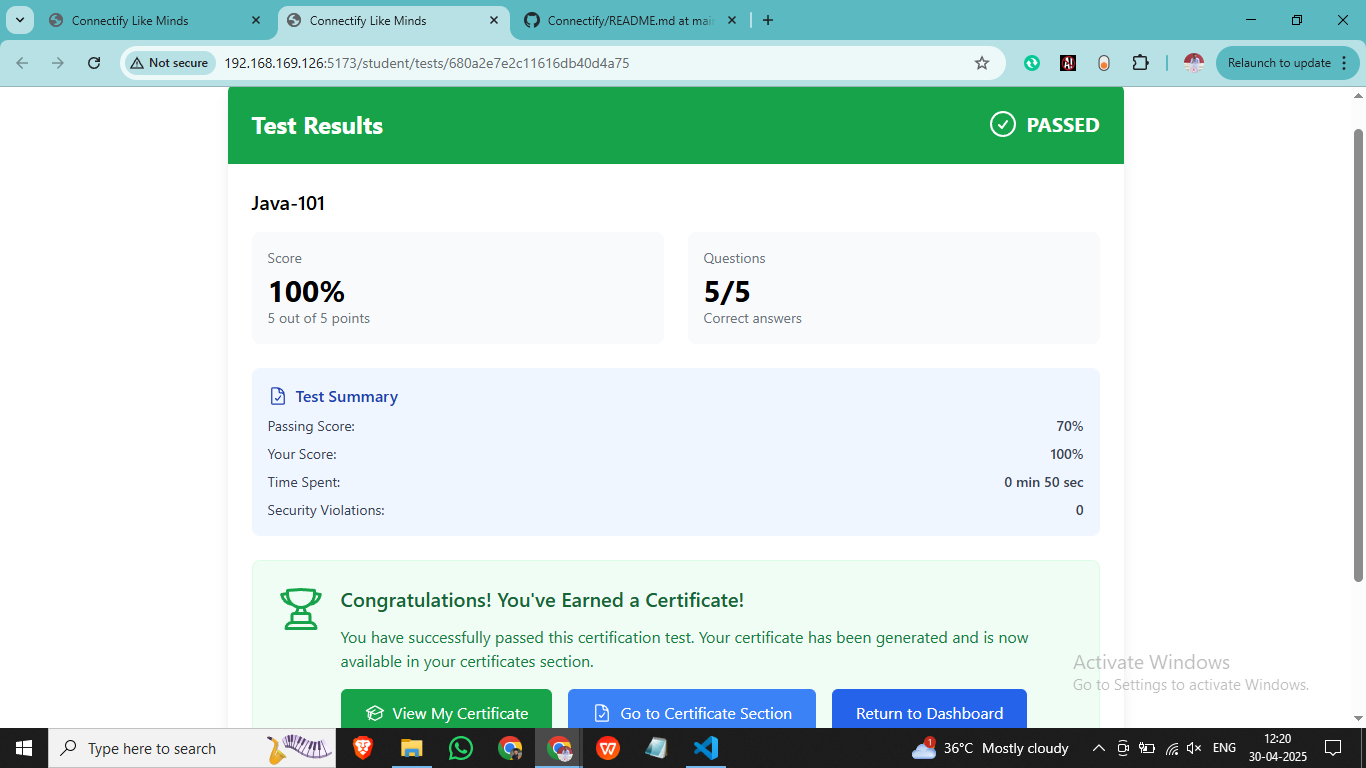 Connectify Like Minds
Connectify Like Minds
Connectify/README.md at mai
Not secure
192.168.169.126:5173/student/tests/680a2e7e2c11616db40d4a75
Relaunch to update
Test Results
PASSED
Java-101
Score
100%
5 out of 5 points
Questions
5/5
Correct answers
Test Summary
Passing Score: 70%
Your Score: 100%
Time Spent: 0 min 50 sec
Security Violations: 0
Congratulations! You've Earned a Certificate!
You have successfully passed this certification test. Your certificate has been generated and is now
available in your certificates section.
View My Certificate
Go to Certificate Section
Return to Dashboard
Activate Windows
Go to Settings to activate Windows.
Type here to search
1
36°C Mostly cloudy
ENG
12:20
30-04-2025